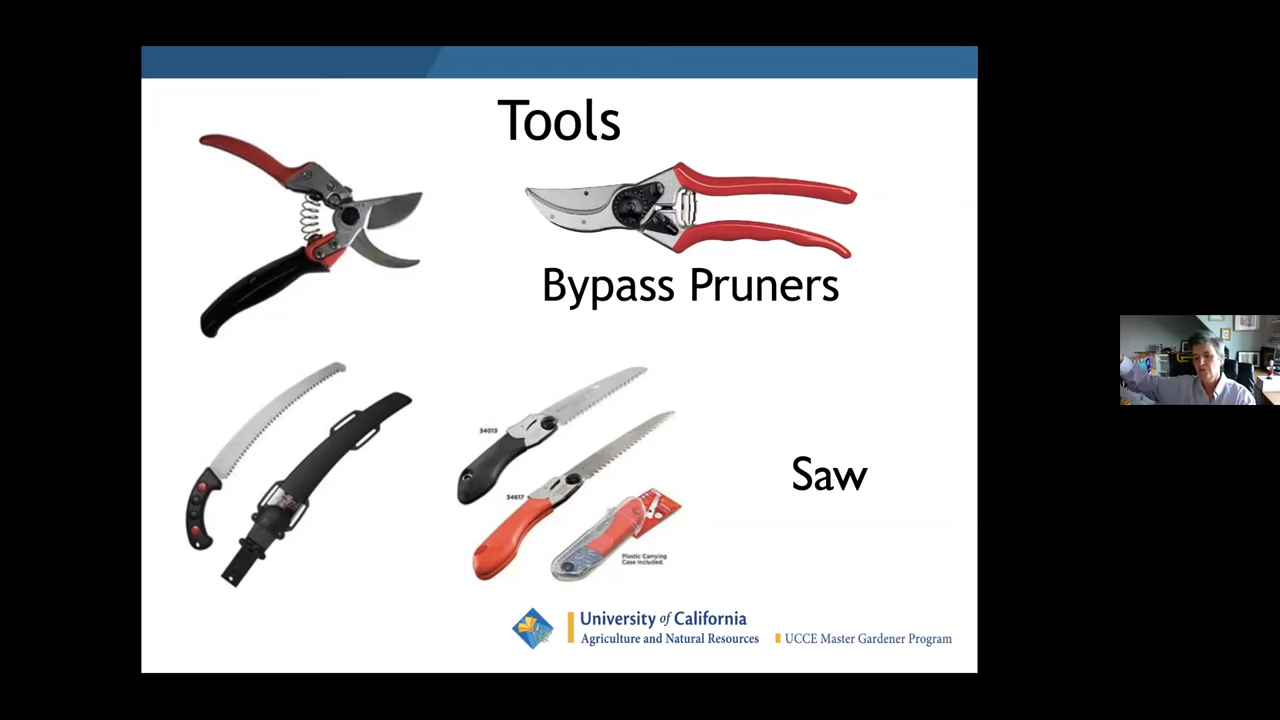 Tools
Bypass Pruners
34013
34617
Saw
Plastic Carrying
Case Included.
University of California
Agriculture and Natural Resources
UCCE Master Gardener Program